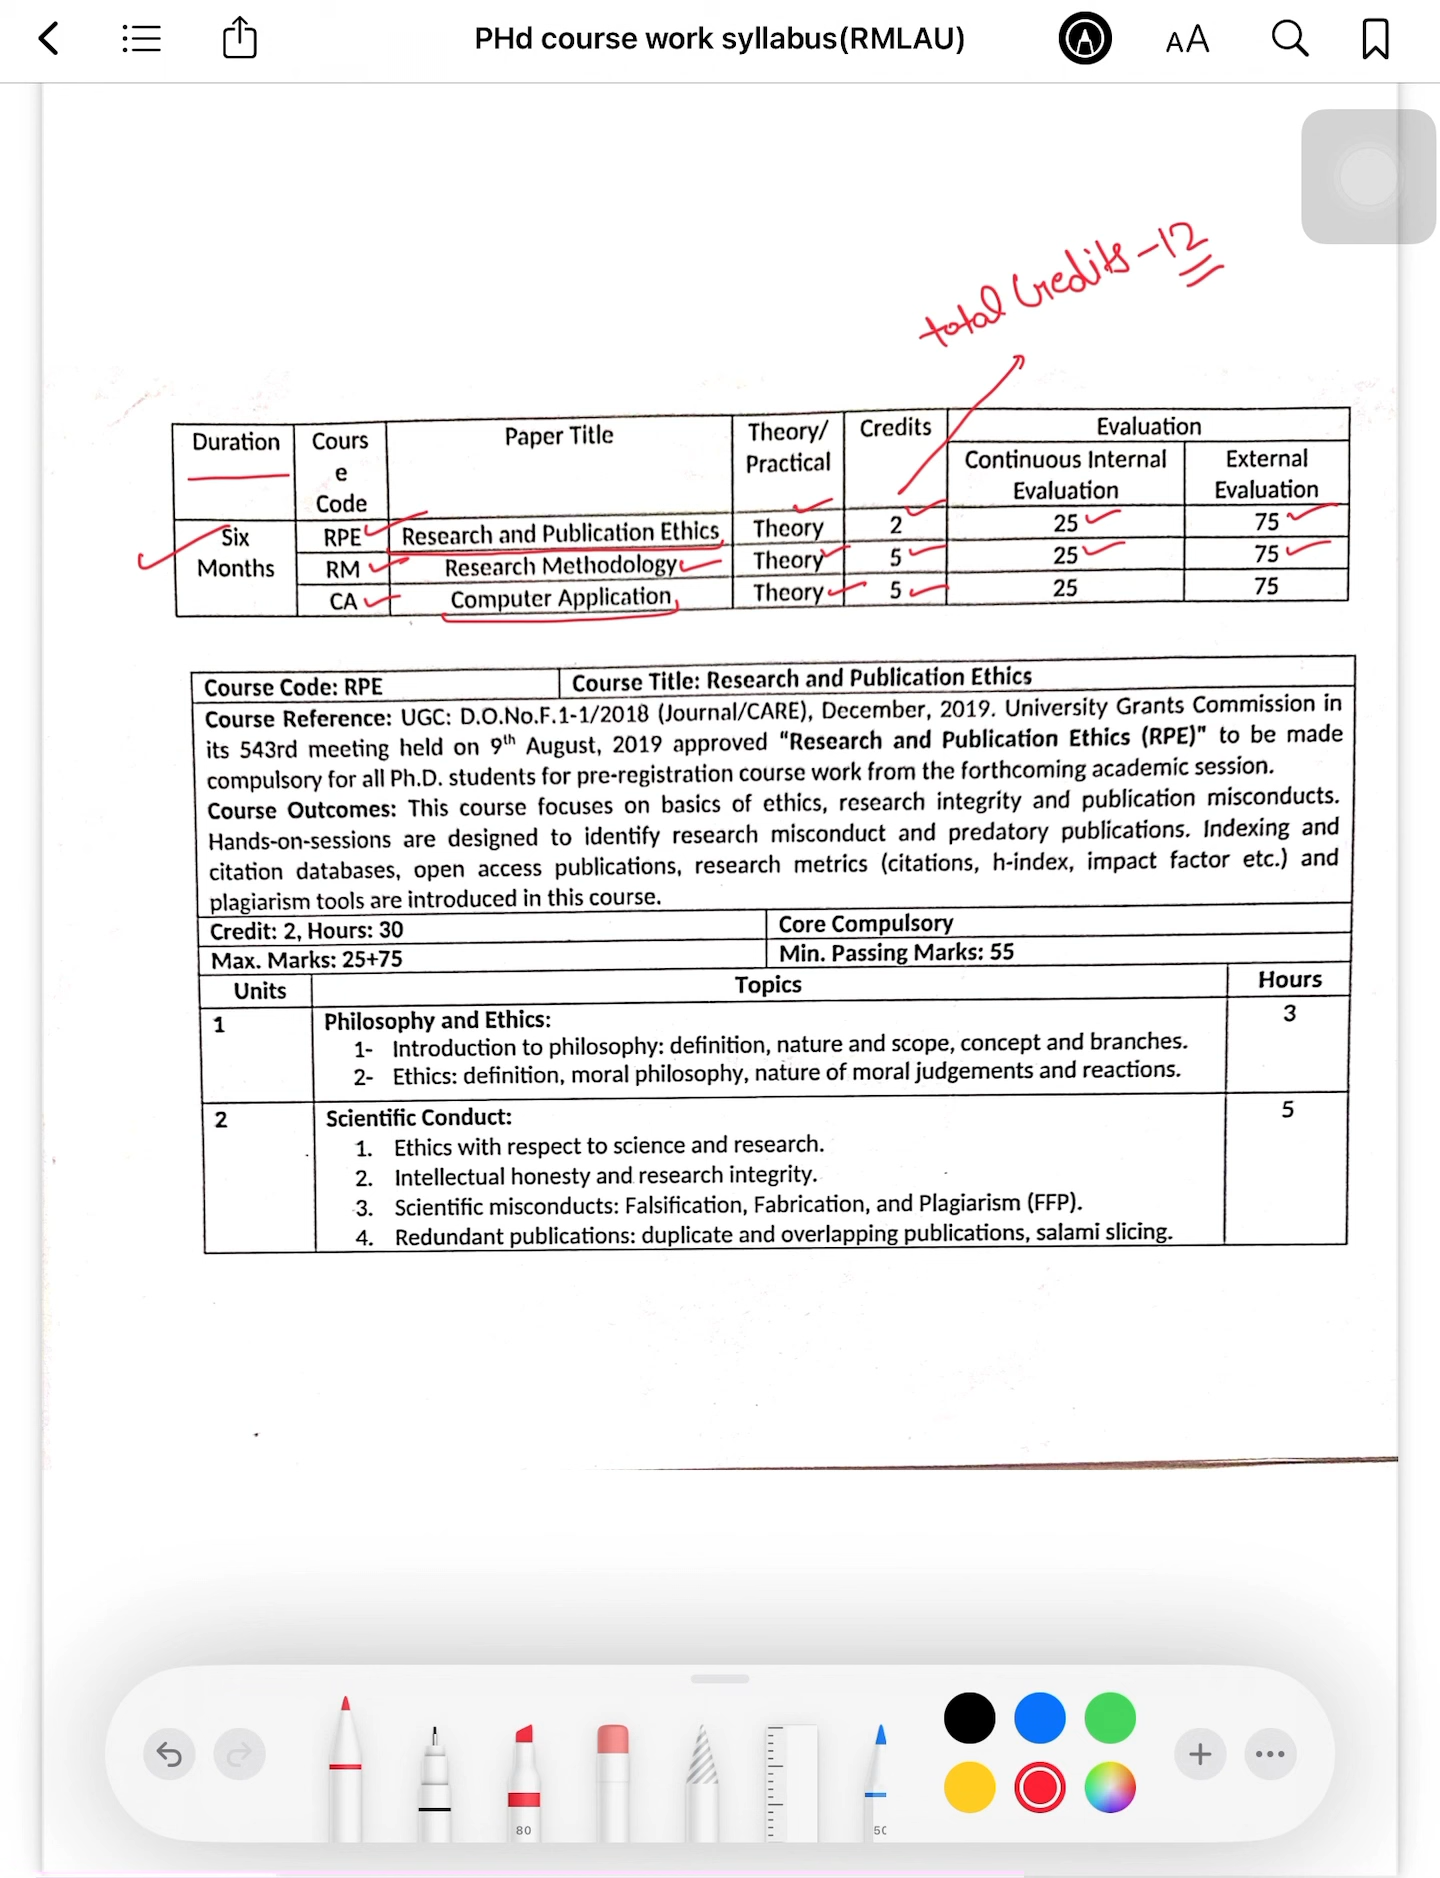 PHd course work syllabus(RMLAU)
AA
total Credits - 12
Duration
Cours
e
Code
Paper Title
Theory/
Practical
Credits
Evaluation
Continuous Internal
Evaluation
External
Evaluation
Six
Months
RPE Research and Publication Ethics Theory 2 25 75
RM Research Methodology Theory 5 25 75
CA Computer Application Theory 5 25 75
Course Code: RPE Course Title: Research and Publication Ethics
Course Reference: UGC: D.O.No.F.1-1/2018 (Journal/CARE), December, 2019. University Grants Commission in
its 543rd meeting held on 9th August, 2019 approved "Research and Publication Ethics (RPE)" to be made
compulsory for all Ph.D. students for pre-registration course work from the forthcoming academic session.
Course Outcomes: This course focuses on basics of ethics, research integrity and publication misconducts.
Hands-on-sessions are designed to identify research misconduct and predatory publications. Indexing and
citation databases, open access publications, research metrics (citations, h-index, impact factor etc.) and
plagiarism tools are introduced in this course.
Credit: 2, Hours: 30 Core Compulsory
Max. Marks: 25+75 Min. Passing Marks: 55
Units Topics Hours
1 Philosophy and Ethics: 3
1- Introduction to philosophy: definition, nature and scope, concept and branches.
2- Ethics: definition, moral philosophy, nature of moral judgements and reactions.
2 Scientific Conduct: 5
1. Ethics with respect to science and research.
2. Intellectual honesty and research integrity.
3. Scientific misconducts: Falsification, Fabrication, and Plagiarism (FFP).
4. Redundant publications: duplicate and overlapping publications, salami slicing.
80
50